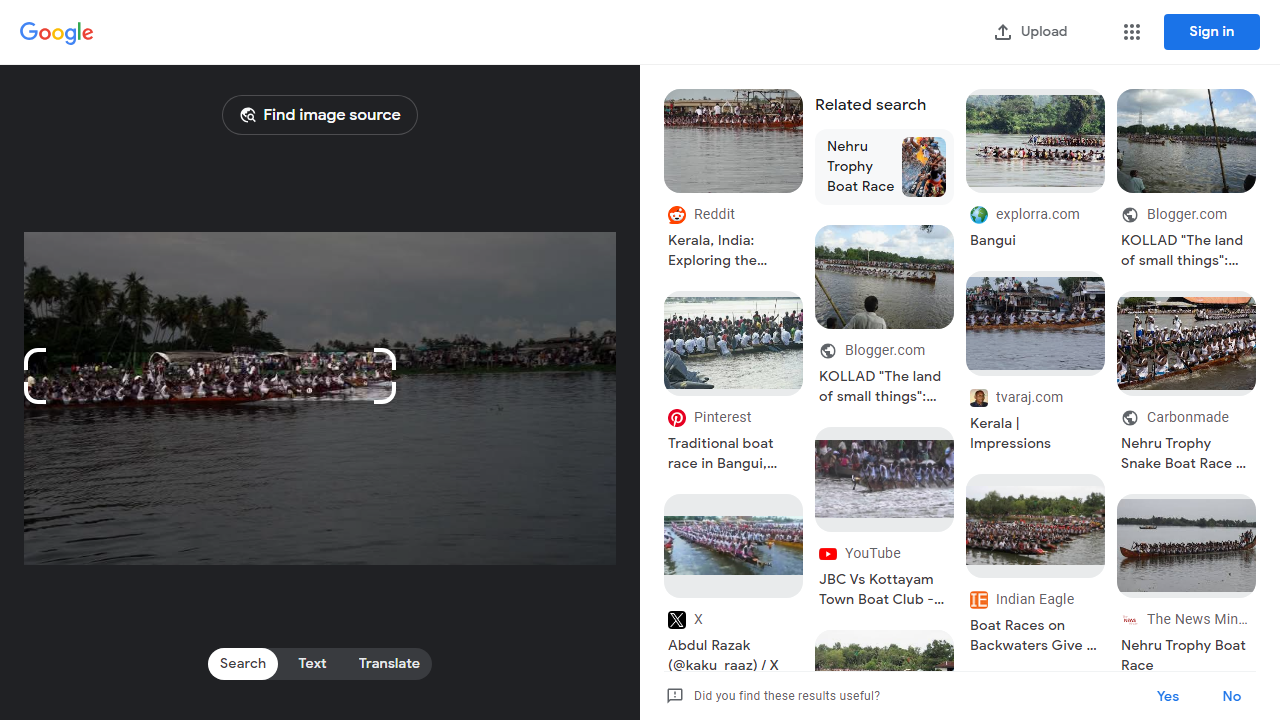 Google
Upload
Sign in
Find image source
Search
Text
Translate
Reddit
Kerala, India:
Exploring the...
Pinterest
Traditional boat
race in Bangui,...
X
Abdul Razak
(@kaku_raaz) / X
Related search
Nehru
Trophy
Boat Race
Blogger.com
KOLLAD "The land
of small things":...
YouTube
JBC Vs Kottayam
Town Boat Club -...
explorra.com
Bangui
tvaraj.com
Kerala |
Impressions
Indian Eagle
Boat Races on
Backwaters Give ...
Blogger.com
KOLLAD "The land
of small things":...
Carbonmade
Nehru Trophy
Snake Boat Race ...
The News Min...
Nehru Trophy Boat
Race
Did you find these results useful?
Yes
No